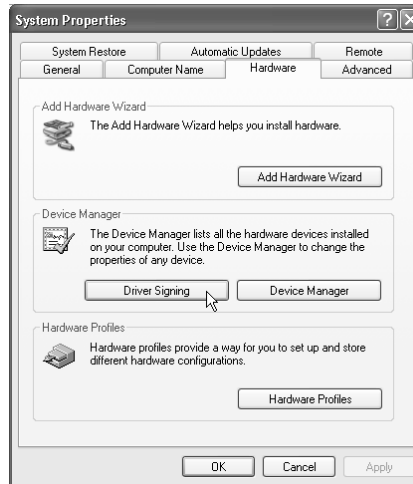 System Properties
System Restore Automatic Updates Remote
General Computer Name Hardware Advanced
Add Hardware Wizard
The Add Hardware Wizard helps you install hardware.
Add Hardware Wizard
Device Manager
The Device Manager lists all the hardware devices installed
on your computer. Use the Device Manager to change the
properties of any device.
Driver Signing Device Manager
Hardware Profiles
Hardware profiles provide a way for you to set up and store
different hardware configurations.
Hardware Profiles
OK Cancel Apply